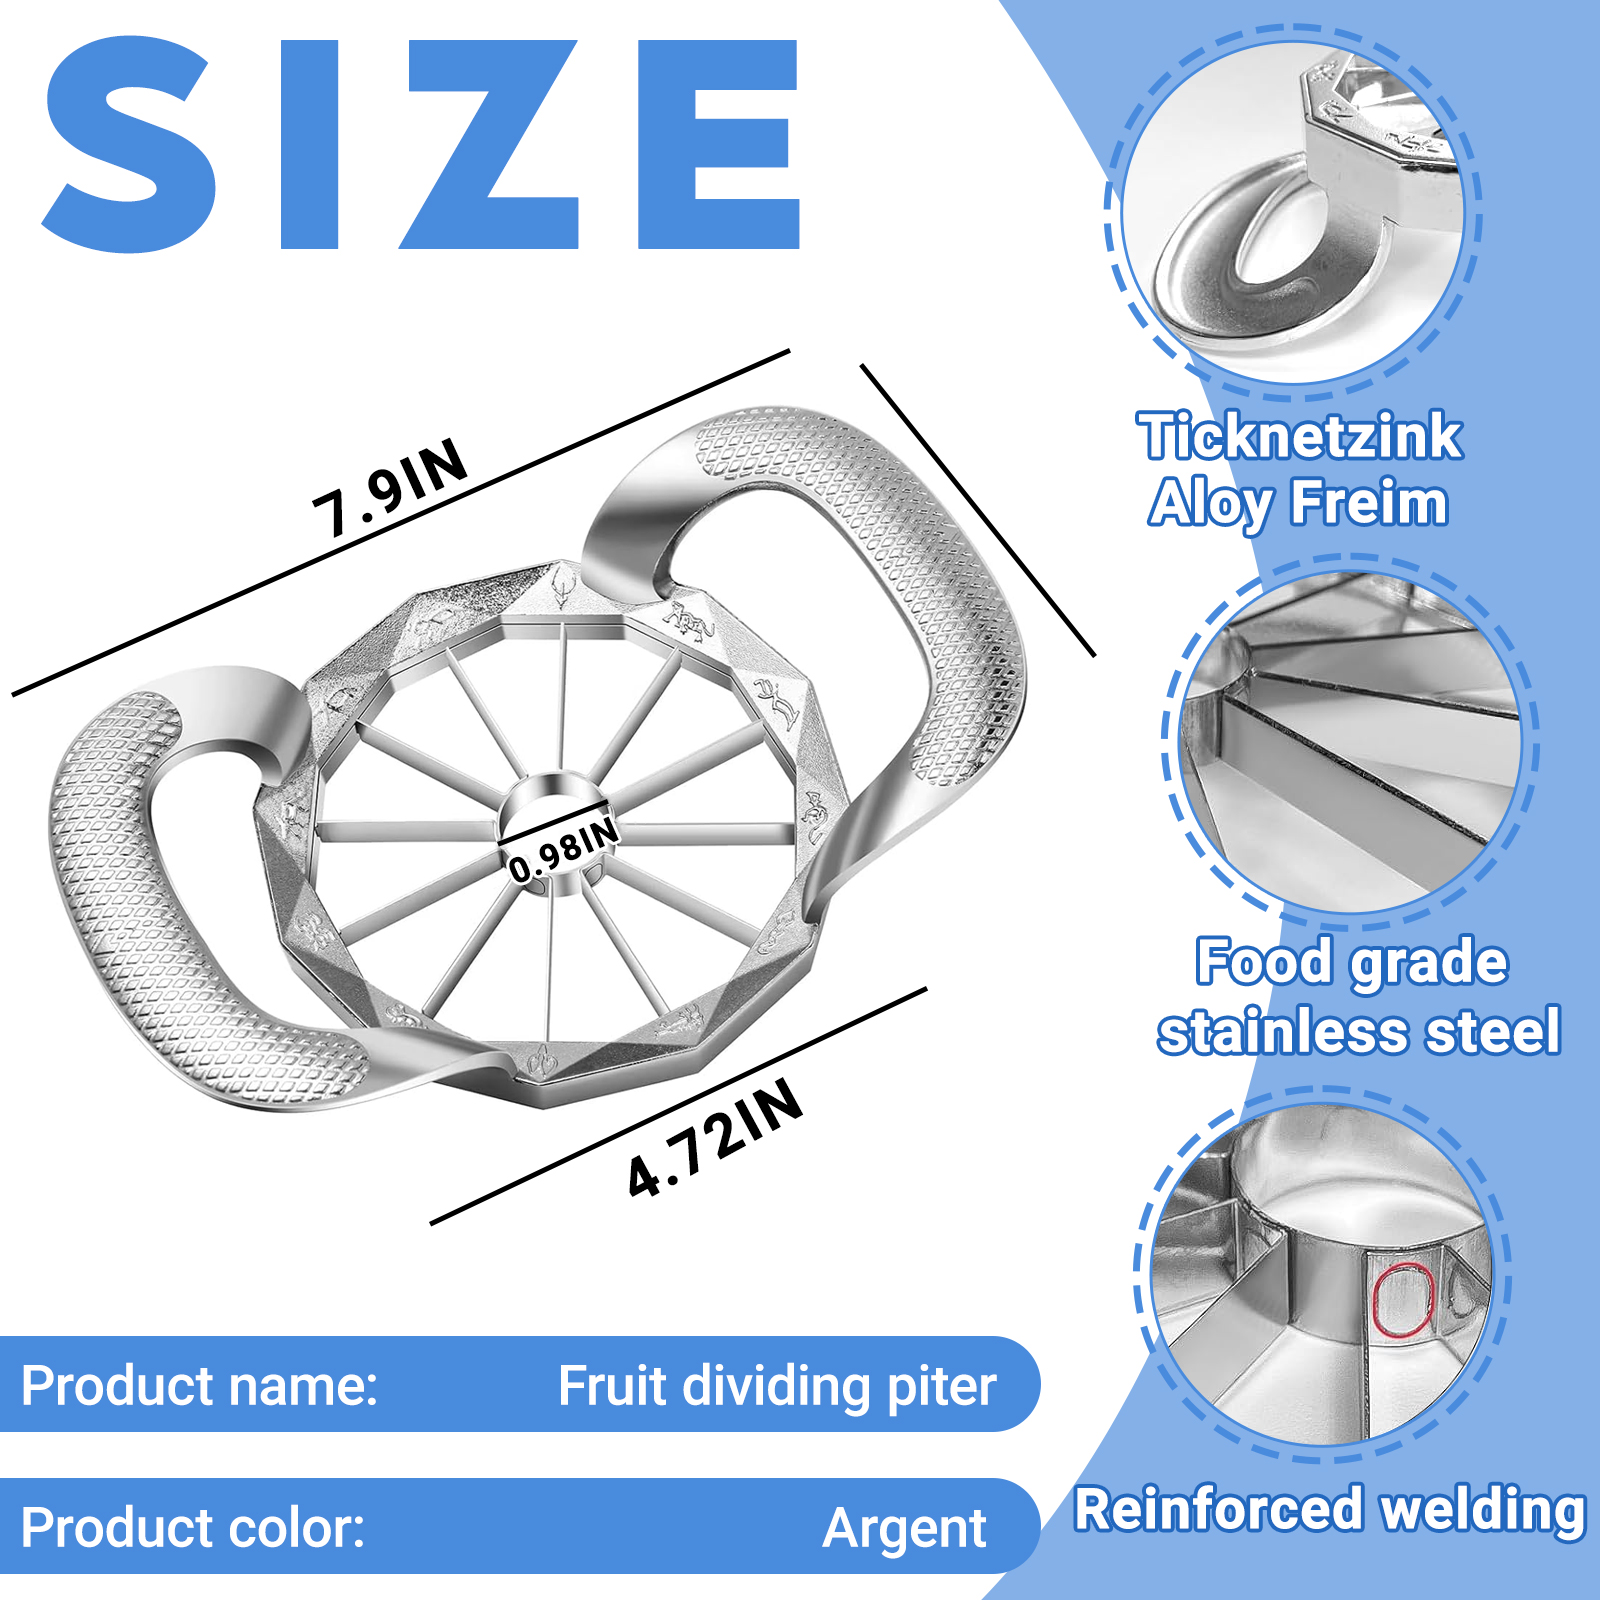 SIZE
7.9IN
0.98IN
4.72IN
Ticknetzink
Aloy Freim
Food grade
stainless steel
Reinforced welding
Product name: Fruit dividing piter
Product color: Argent